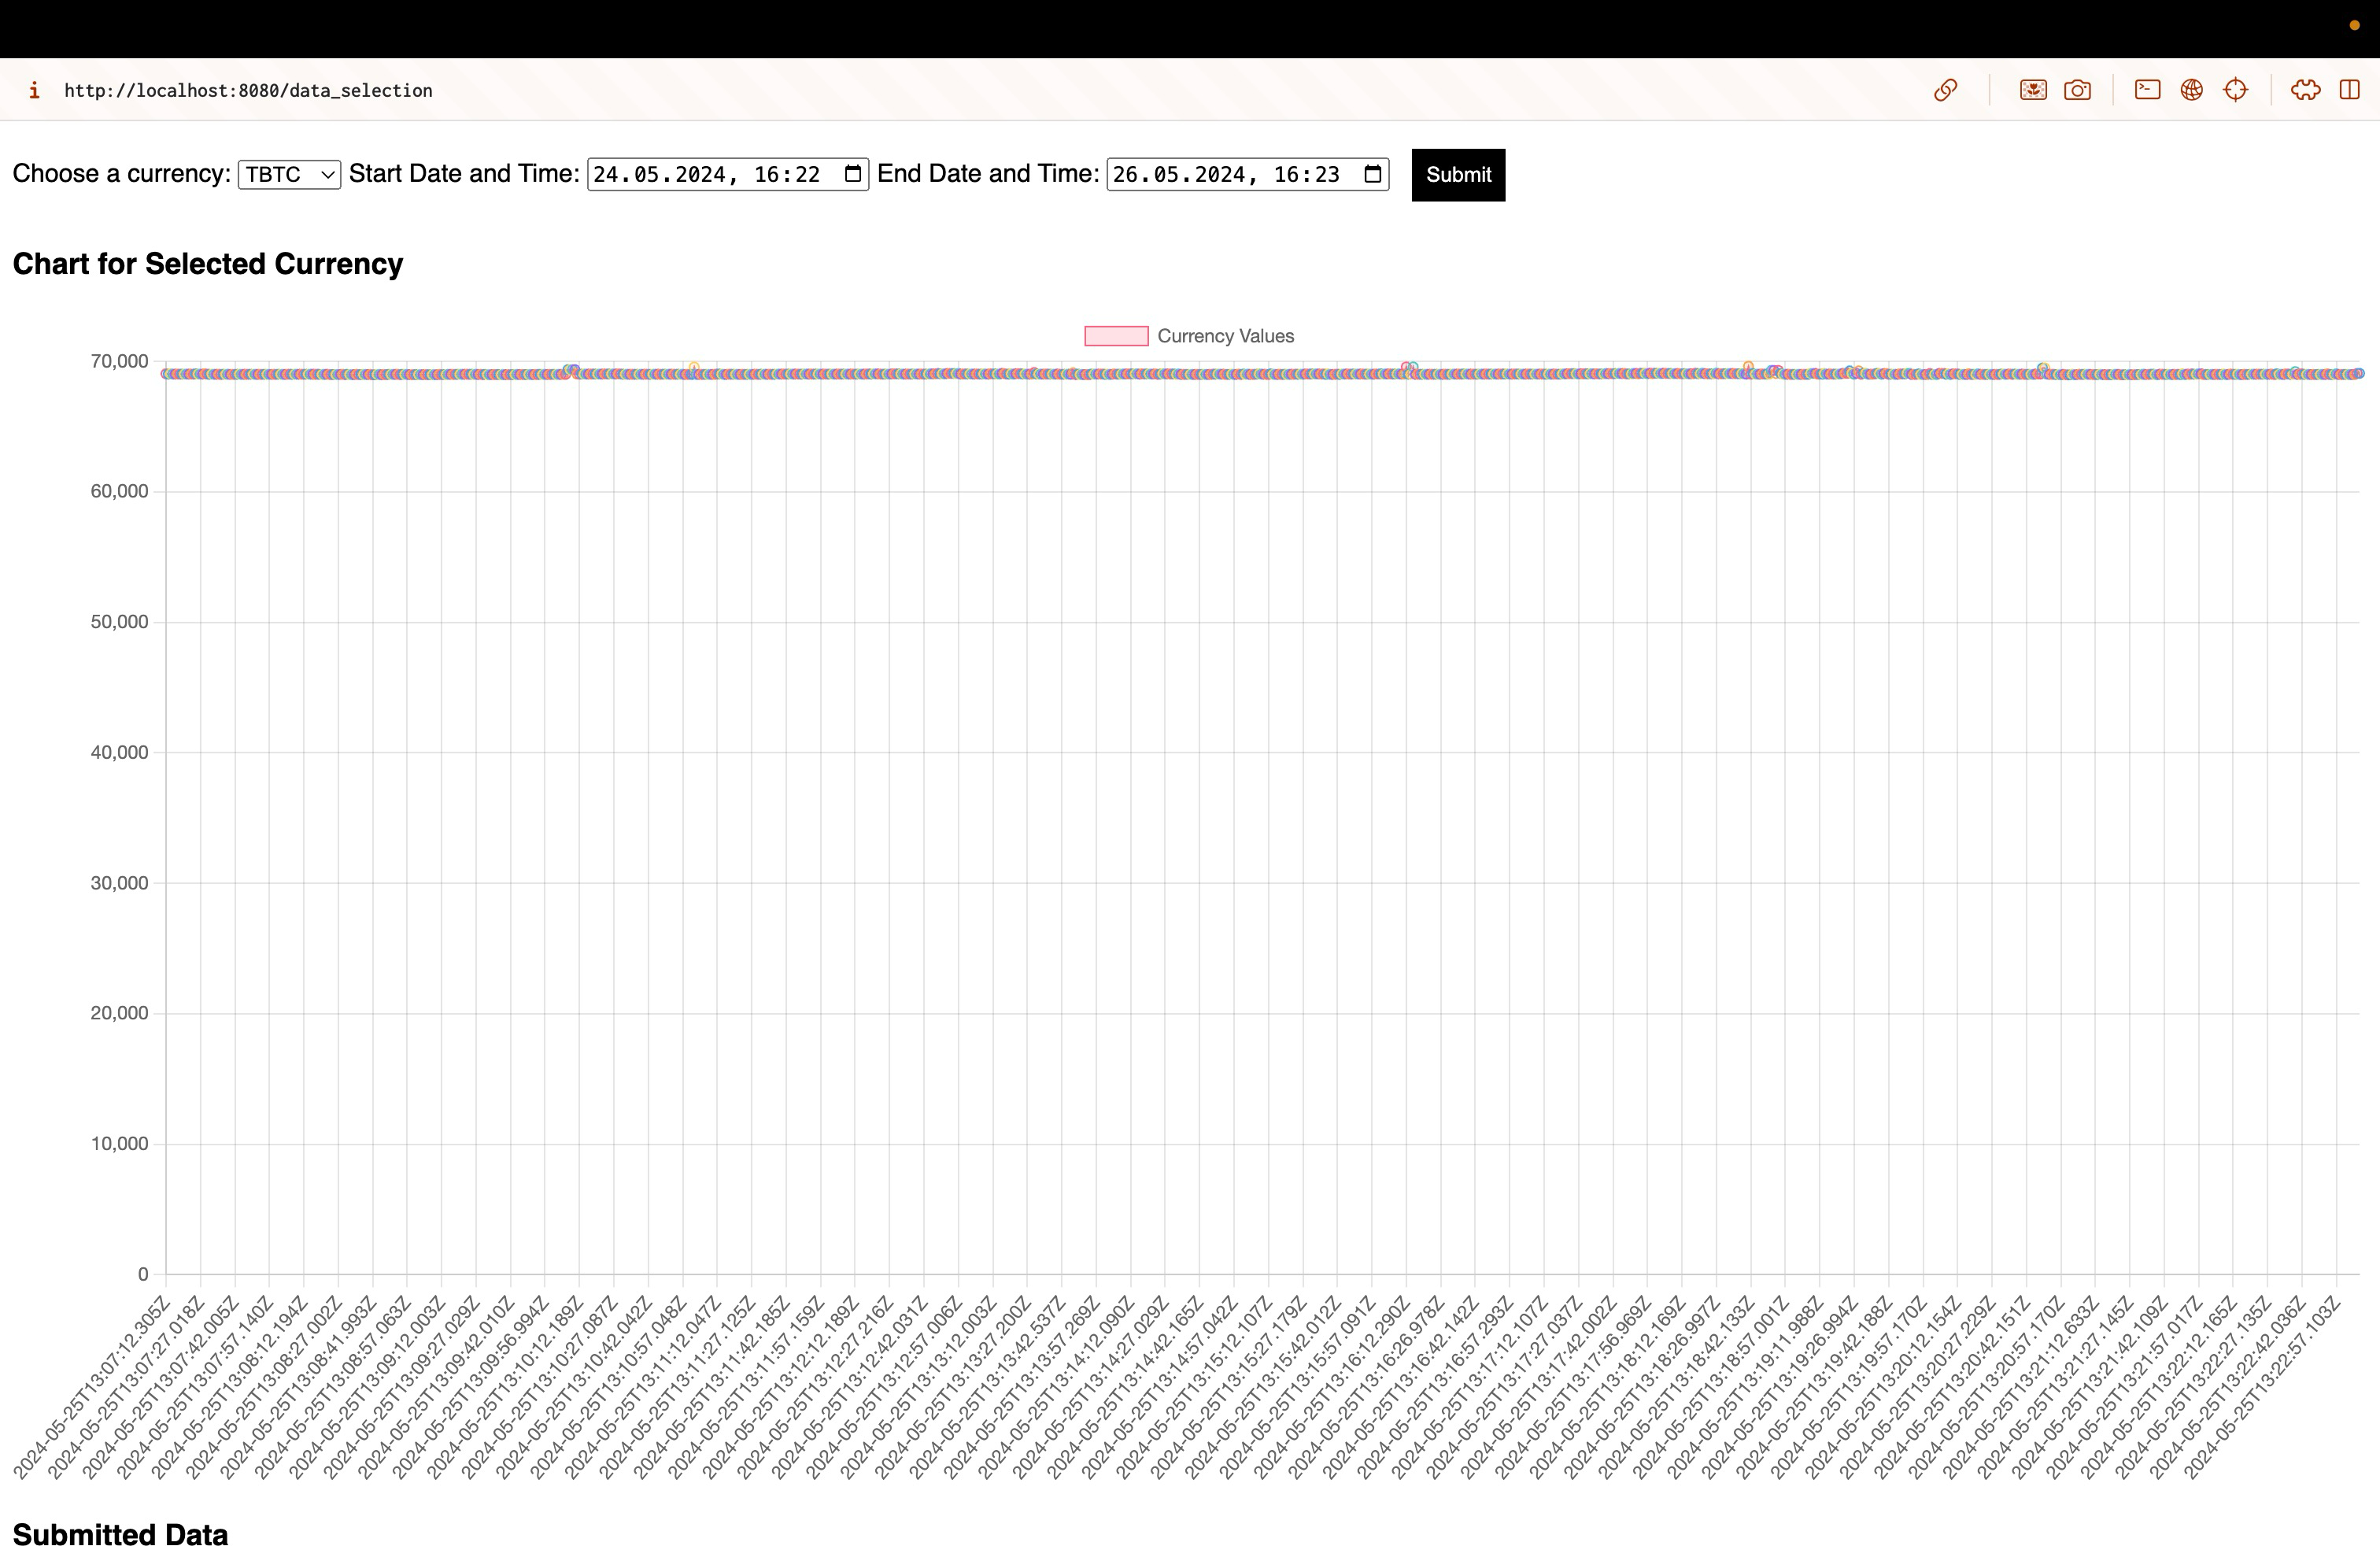 http://localhost:8080/data_selection
Choose a currency: TBTC Start Date and Time: 24.05.2024, 16:22 End Date and Time: 26.05.2024, 16:23 Submit
Chart for Selected Currency
Currency Values
70,000
60,000
50,000
40,000
30,000
20,000
10,000
0
2024-05-25T13:07:12:305Z
2024-05-25T13:07:27:018Z
2024-05-25T13:07:42:005Z
2024-05-25T13:07:57:140Z
2024-05-25T13:08:12:194Z
2024-05-25T13:08:27:002Z
2024-05-25T13:08:41:993Z
2024-05-25T13:08:57:063Z
2024-05-25T13:09:12:003Z
2024-05-25T13:09:27:029Z
2024-05-25T13:09:42:010Z
2024-05-25T13:09:56:994Z
2024-05-25T13:10:12:189Z
2024-05-25T13:10:27:087Z
2024-05-25T13:10:42:042Z
2024-05-25T13:10:57:048Z
2024-05-25T13:11:12:047Z
2024-05-25T13:11:27:125Z
2024-05-25T13:11:42:185Z
2024-05-25T13:11:57:159Z
2024-05-25T13:12:12:189Z
2024-05-25T13:12:27:216Z
2024-05-25T13:12:42:031Z
2024-05-25T13:12:57:006Z
2024-05-25T13:13:12:003Z
2024-05-25T13:13:27:200Z
2024-05-25T13:13:42:537Z
2024-05-25T13:13:57:269Z
2024-05-25T13:14:12:090Z
2024-05-25T13:14:27:029Z
2024-05-25T13:14:42:165Z
2024-05-25T13:14:57:042Z
2024-05-25T13:15:12:107Z
2024-05-25T13:15:27:179Z
2024-05-25T13:15:42:012Z
2024-05-25T13:15:57:091Z
2024-05-25T13:16:12:290Z
2024-05-25T13:16:26:978Z
2024-05-25T13:16:42:142Z
2024-05-25T13:16:57:293Z
2024-05-25T13:17:12:107Z
2024-05-25T13:17:27:037Z
2024-05-25T13:17:42:002Z
2024-05-25T13:17:56:969Z
2024-05-25T13:18:12:169Z
2024-05-25T13:18:26:997Z
2024-05-25T13:18:42:133Z
2024-05-25T13:18:57:001Z
2024-05-25T13:19:11:988Z
2024-05-25T13:19:26:994Z
2024-05-25T13:19:42:188Z
2024-05-25T13:19:57:170Z
2024-05-25T13:20:12:154Z
2024-05-25T13:20:27:229Z
2024-05-25T13:20:42:151Z
2024-05-25T13:20:57:170Z
2024-05-25T13:21:12:633Z
2024-05-25T13:21:27:145Z
2024-05-25T13:21:42:109Z
2024-05-25T13:21:57:017Z
2024-05-25T13:22:12:165Z
2024-05-25T13:22:27:135Z
2024-05-25T13:22:42:036Z
2024-05-25T13:22:57:103Z
Submitted Data